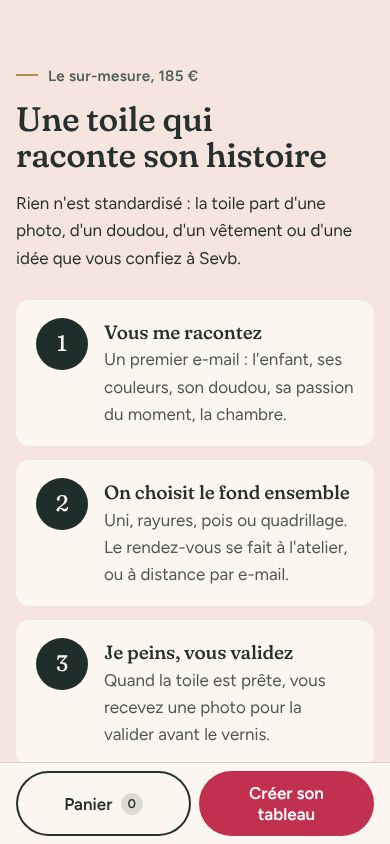 Le sur-mesure, 185 €
Une toile qui
raconte son histoire
Rien n'est standardisé : la toile part d'une
photo, d'un doudou, d'un vêtement ou d'une
idée que vous confiez à Sevb.
1
Vous me racontez
Un premier e-mail : l'enfant, ses
couleurs, son doudou, sa passion
du moment, la chambre.
2
On choisit le fond ensemble
Uni, rayures, pois ou quadrillage.
Le rendez-vous se fait à l'atelier,
ou à distance par e-mail.
3
Je peins, vous validez
Quand la toile est prête, vous
recevez une photo pour la
valider avant le vernis.
Panier 0
Créer son
tableau